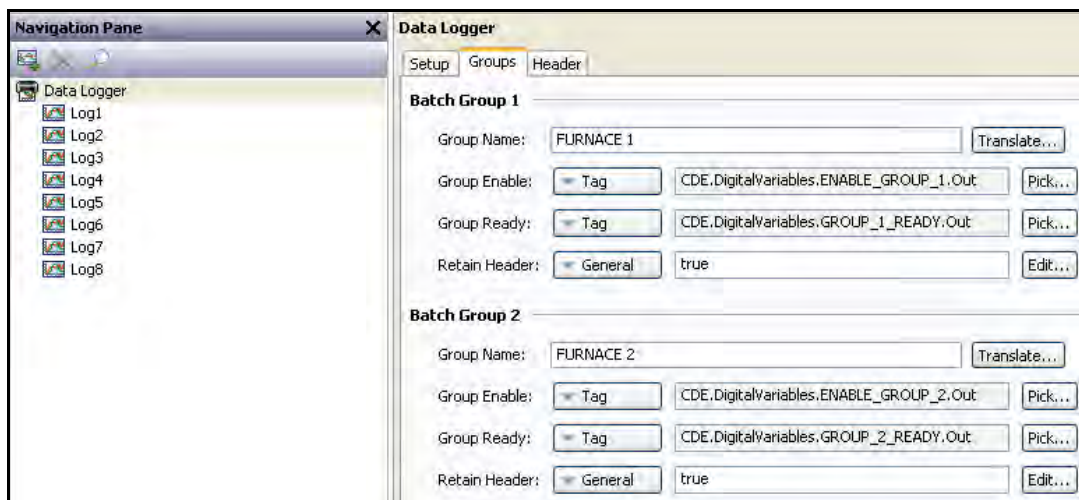 Navigation Pane X
Data Logger
Log1
Log2
Log3
Log4
Log5
Log6
Log7
Log8
Data Logger
Setup Groups Header
Batch Group 1
Group Name: FURNACE 1 Translate...
Group Enable: Tag CDE.DigitalVariables.ENABLE_GROUP_1.Out Pick...
Group Ready: Tag CDE.DigitalVariables.GROUP_1_READY.Out Pick...
Retain Header: General true Edit...
Batch Group 2
Group Name: FURNACE 2 Translate...
Group Enable: Tag CDE.DigitalVariables.ENABLE_GROUP_2.Out Pick...
Group Ready: Tag CDE.DigitalVariables.GROUP_2_READY.Out Pick...
Retain Header: General true Edit...